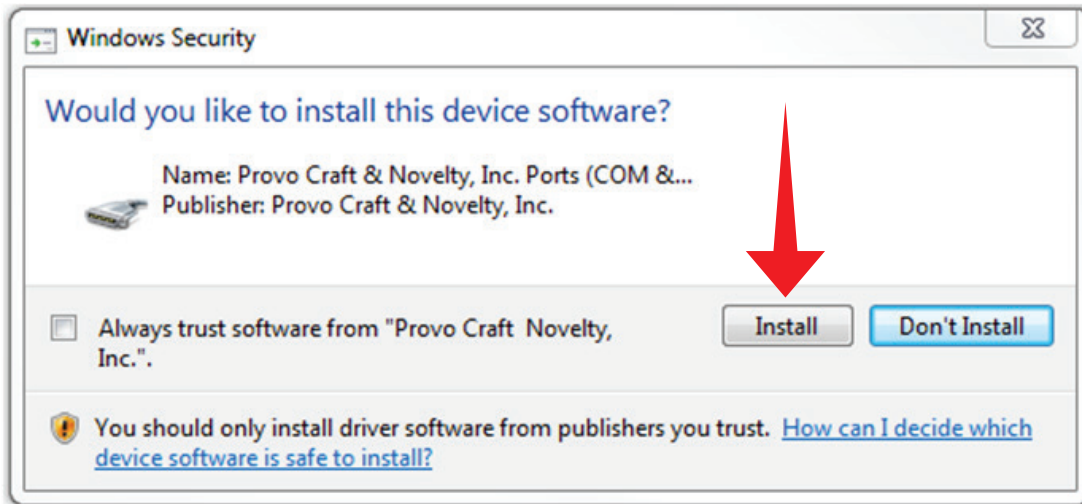 Windows Security
Would you like to install this device software?
Name: Provo Craft & Novelty, Inc. Ports (COM &...
Publisher: Provo Craft & Novelty, Inc.
Always trust software from "Provo Craft  Novelty,
Inc.".
Install
Don't Install
You should only install driver software from publishers you trust. How can I decide which
device software is safe to install?